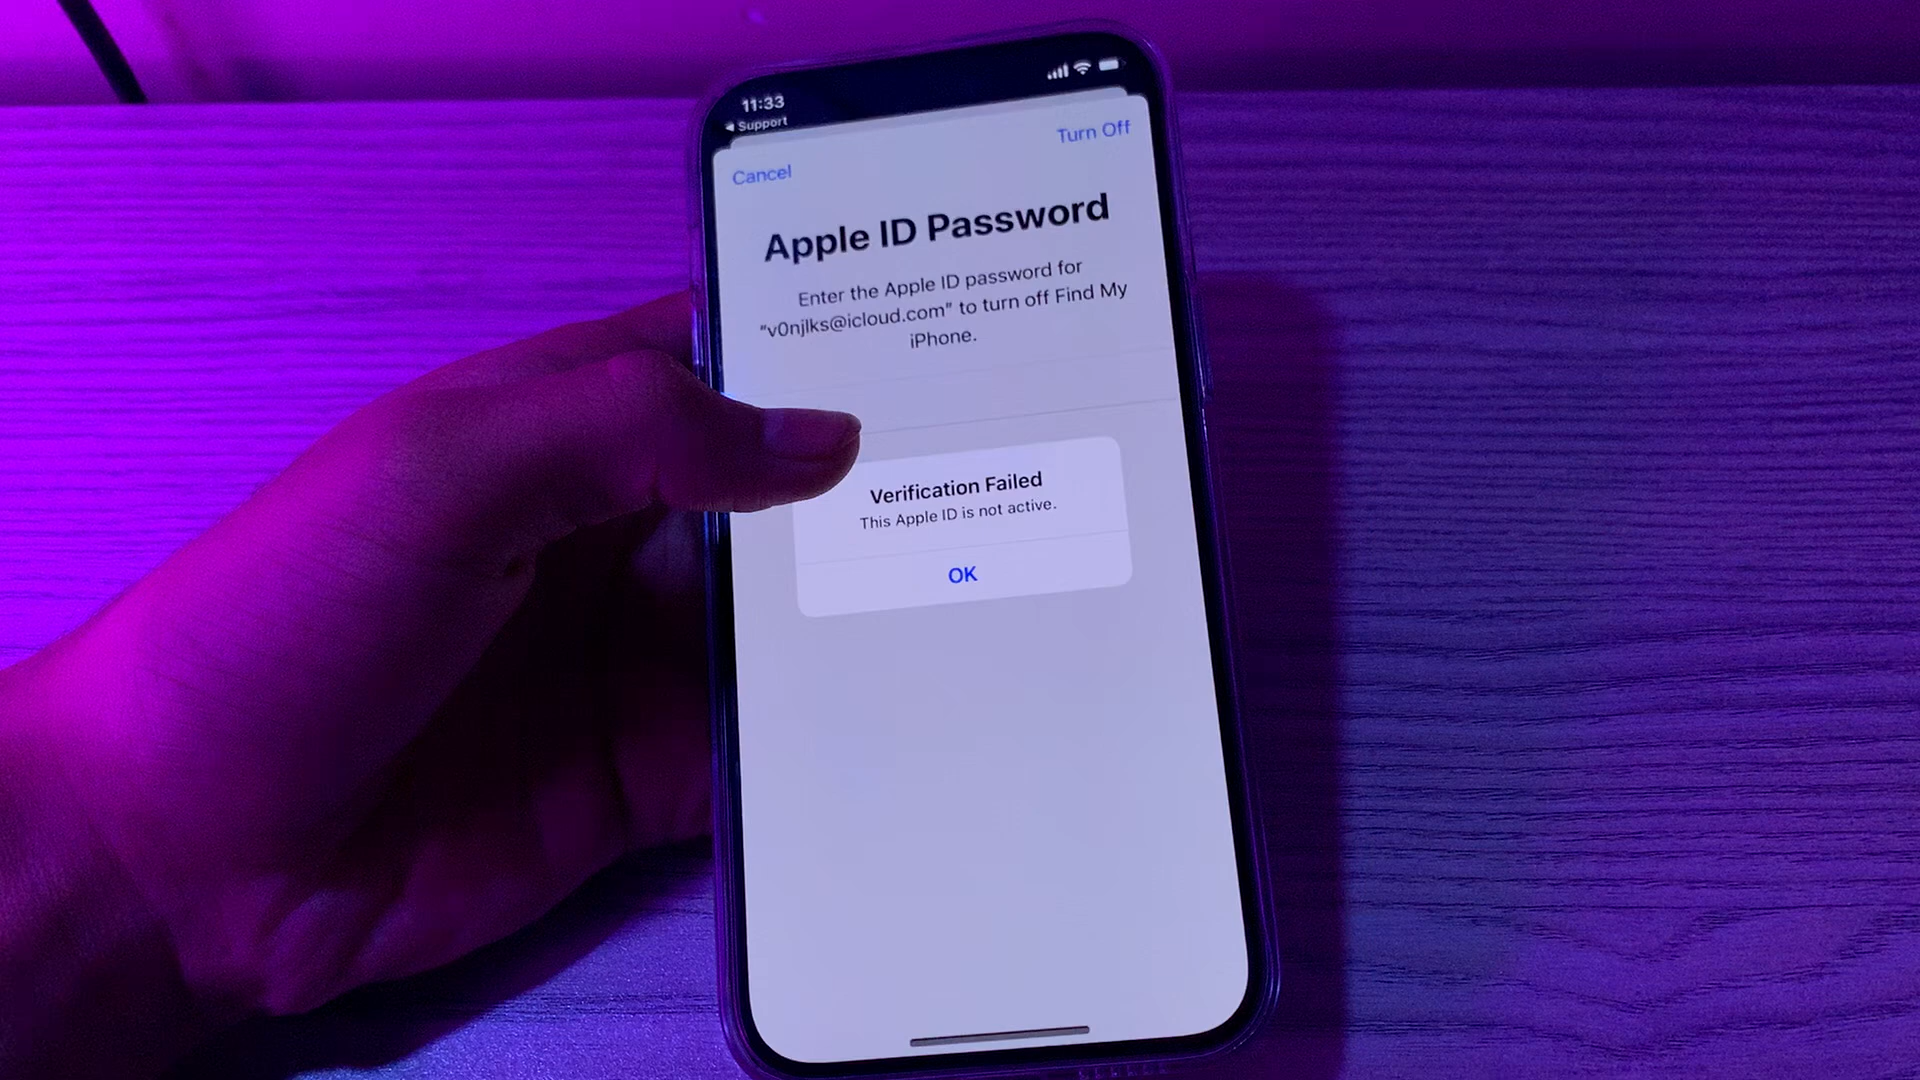 11:33
Support
Cancel
Turn Off
Apple ID Password
Enter the Apple ID password for
“v0njlks@icloud.com” to turn off Find My
iPhone.
Verification Failed
This Apple ID is not active.
OK